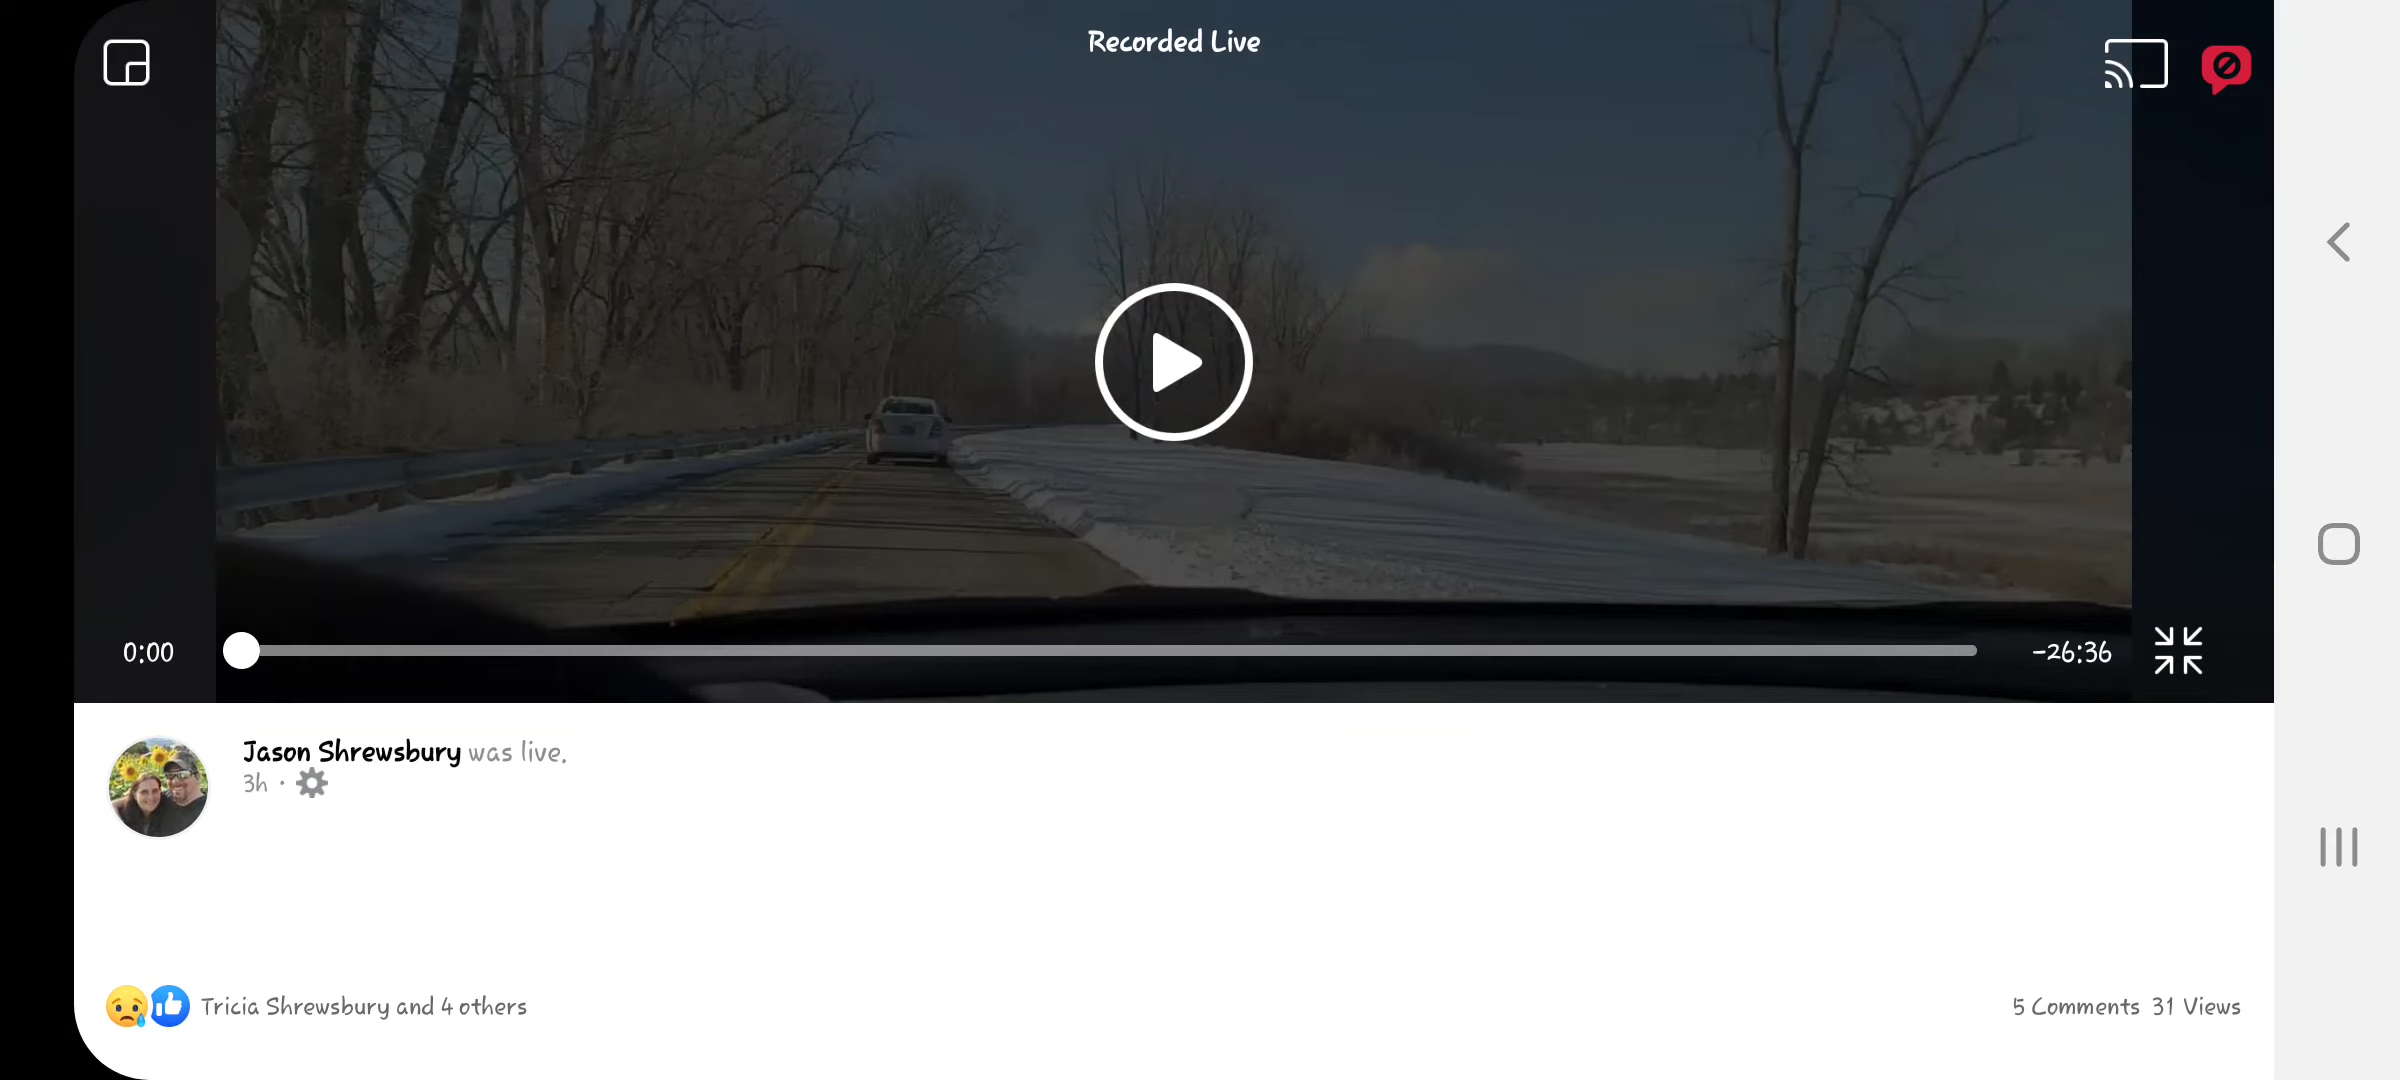 Recorded Live
0:00
-26:36
Jason Shrewsbury was live.
3h ·
Tricia Shrewsbury and 4 others
5 Comments 31 Views